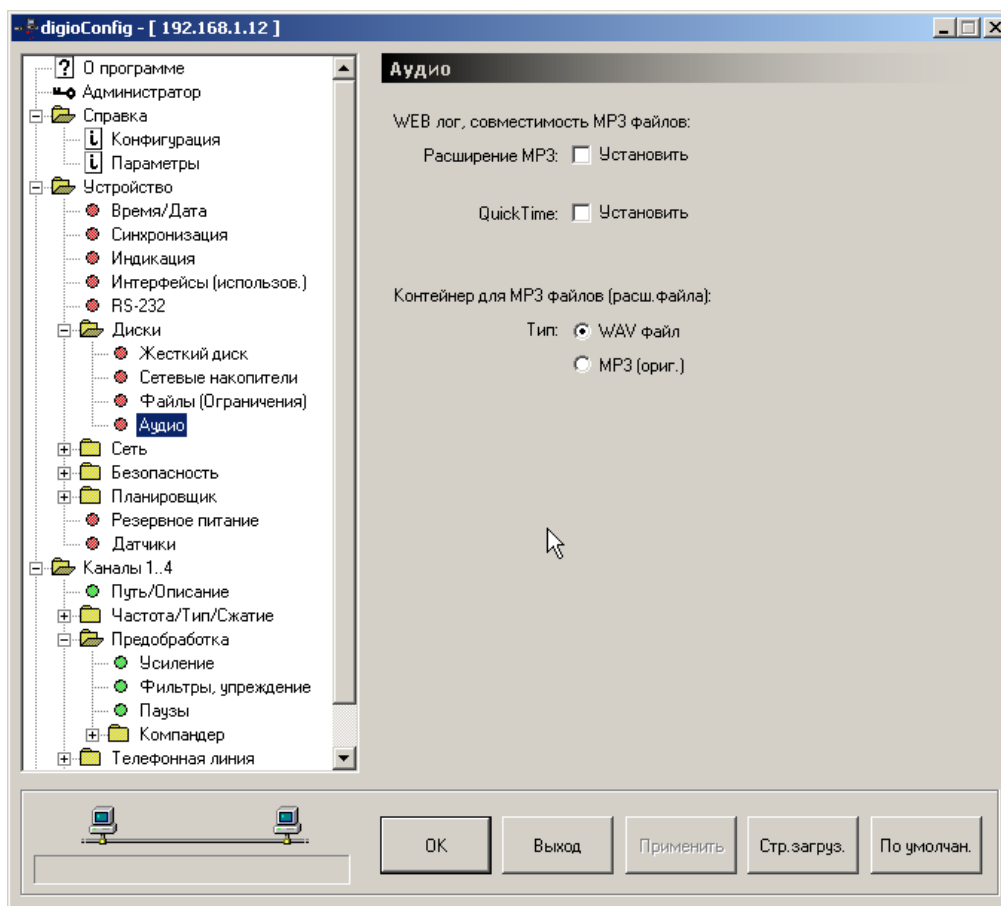 digioConfig - [ 192.168.1.12 ]
О программе
Администратор
Справка
Конфигурация
Параметры
Устройство
Время/Дата
Синхронизация
Индикация
Интерфейсы (использов.)
RS-232
Диски
Жесткий диск
Сетевые накопители
Файлы (Ограничения)
Аудио
Сеть
Безопасность
Планировщик
Резервное питание
Датчики
Каналы 1..4
Путь/Описание
Частота/Тип/Сжатие
Предобработка
Усиление
Фильтры, упреждение
Паузы
Компандер
Телефонная линия
Аудио
WEB лог, совместимость MP3 файлов:
Расширение MP3: Установить
QuickTime: Установить
Контейнер для MP3 файлов (расш.файла):
Тип: WAV файл
MP3 (ориг.)
OK Выход Применить Стр.загруз. По умолчан.